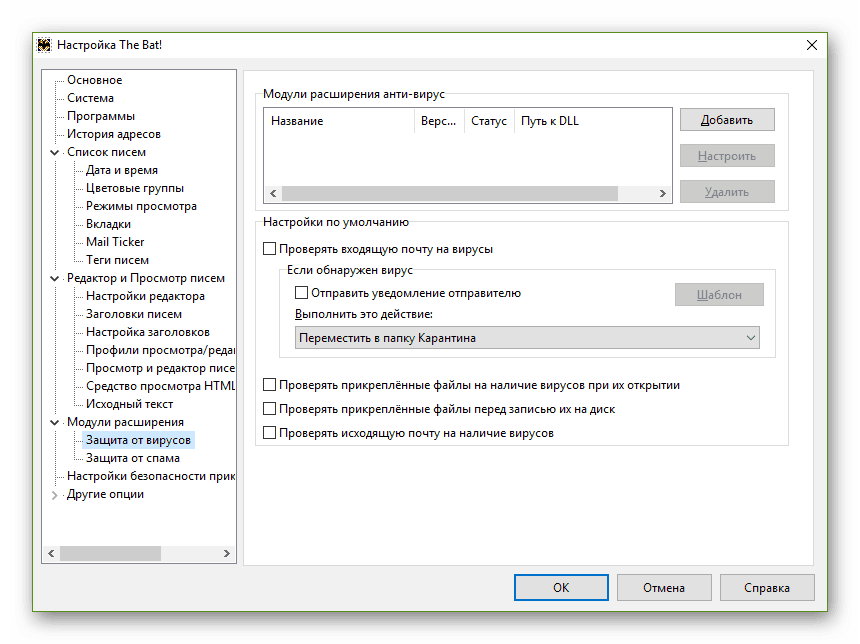 Настройка The Bat!
Основное
Система
Программы
История адресов
Список писем
Дата и время
Цветовые группы
Режимы просмотра
Вкладки
Mail Ticker
Теги писем
Редактор и Просмотр писем
Настройки редактора
Заголовки писем
Настройка заголовков
Профили просмотра/редак
Просмотр и редактор писе
Средство просмотра HTML
Исходный текст
Модули расширения
Защита от вирусов
Защита от спама
Настройки безопасности прик
Другие опции
Модули расширения анти-вирус
Название Верс... Статус Путь к DLL
Добавить
Настроить
Удалить
Настройки по умолчанию
Проверять входящую почту на вирусы
Если обнаружен вирус
Отправить уведомление отправителю
Шаблон
Выполнить это действие:
Переместить в папку Карантина
Проверять прикреплённые файлы на наличие вирусов при их открытии
Проверять прикреплённые файлы перед записью их на диск
Проверять исходящую почту на наличие вирусов
OK Отмена Справка